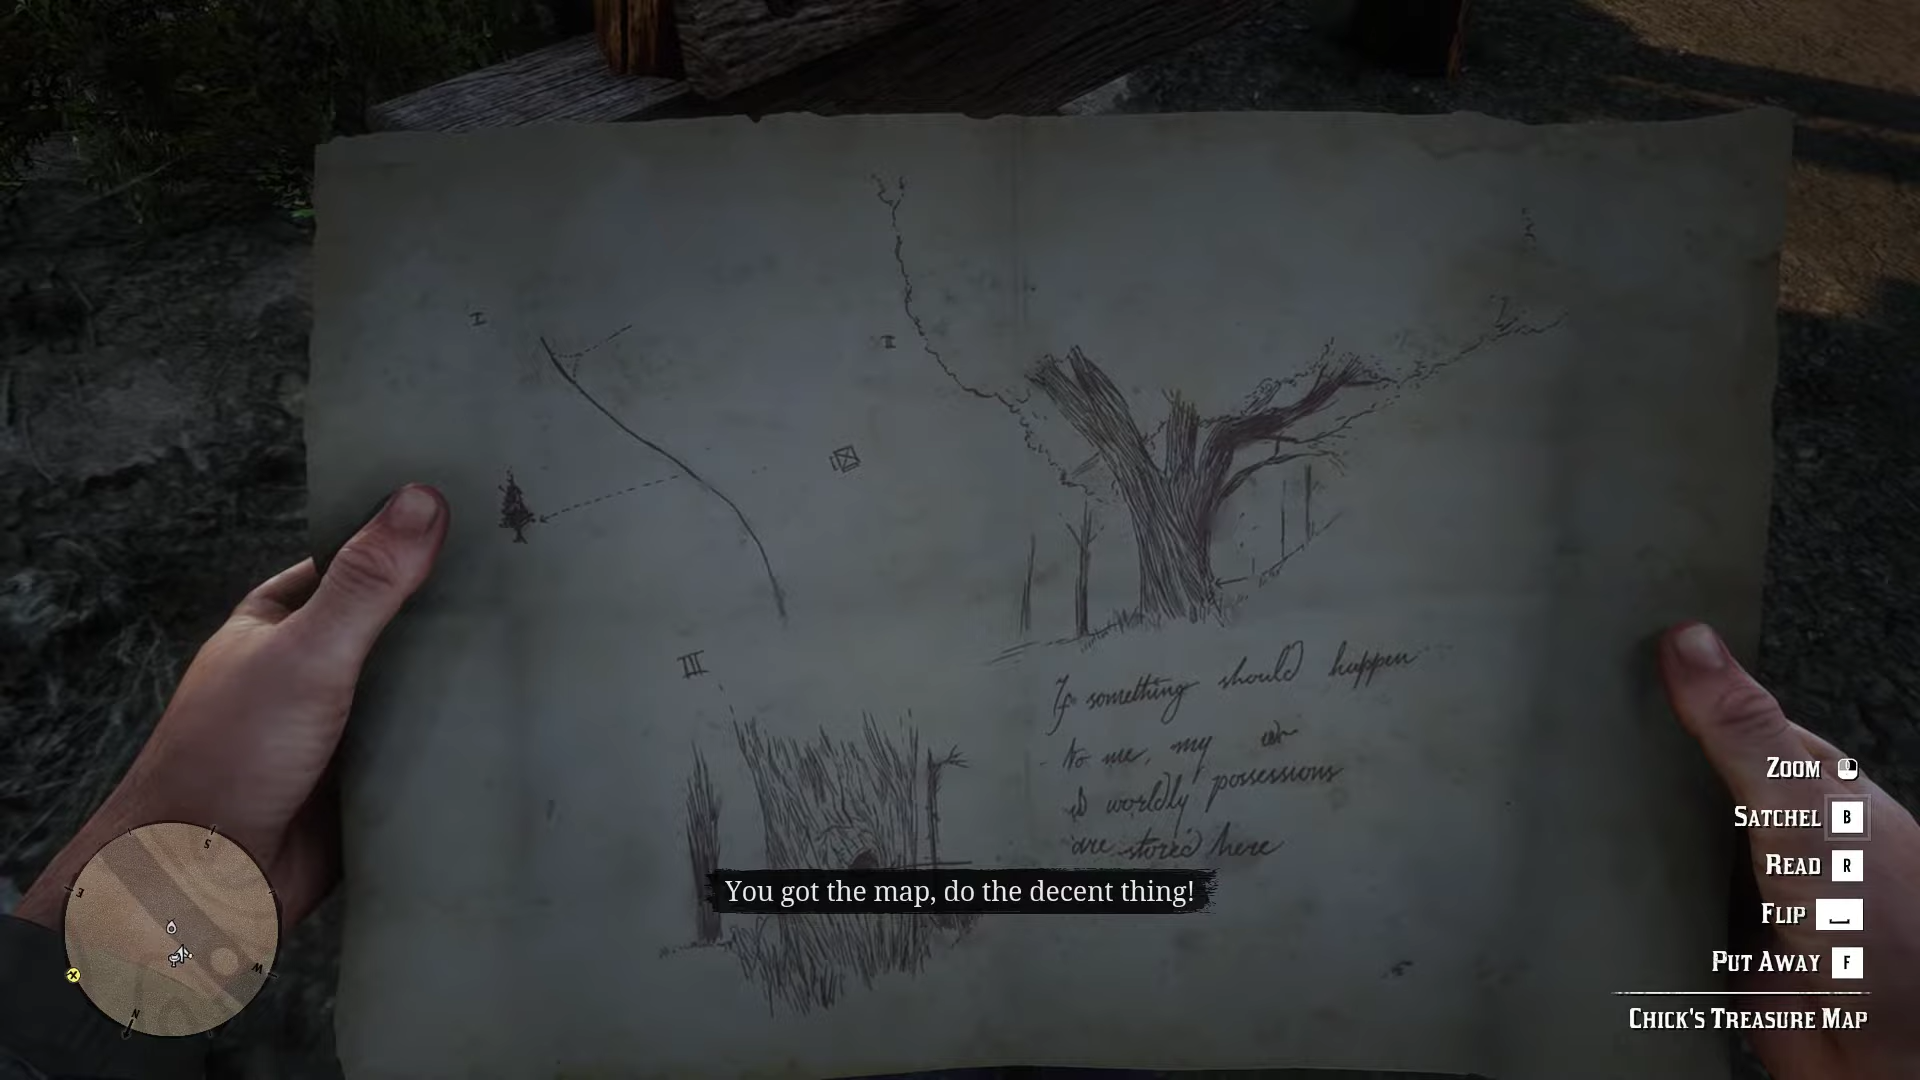 I
II
III
If something should happen
to me, my
worldly possessions
are stored here
You got the map, do the decent thing!
S
E
W
N
X
ZOOM
SATCHEL B
READ R
FLIP
PUT AWAY F
CHICK'S TREASURE MAP